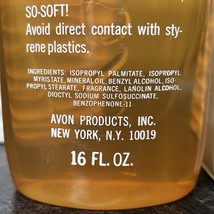 SO-SOFT!
Avoid direct contact with sty-
rene plastics.
INGREDIENTS: ISOPROPYL PALMITATE, ISOPROPYL
MYRISTATE, MINERAL OIL, BENZYL ALCOHOL, ISO-
PROPYL STEARATE, FRAGRANCE, LANOLIN ALCOHOL,
DIOCTYL SODIUM SULFOSUCCINATE,
BENZOPHENONE-11
AVON PRODUCTS, INC.
NEW YORK, N.Y. 10019
16 FL. OZ.